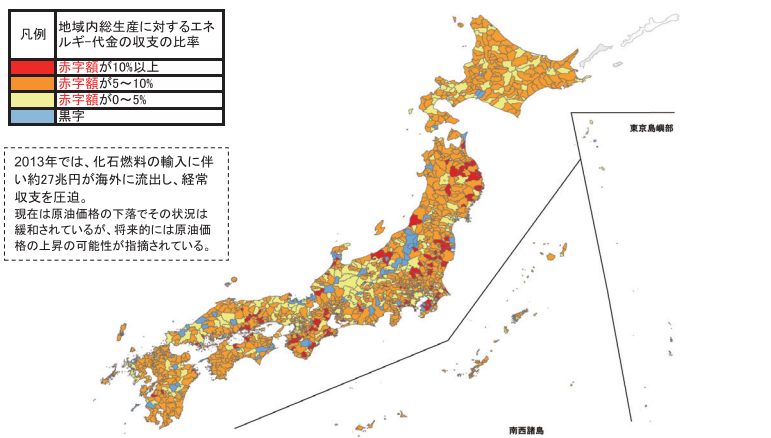 凡例
地域内総生産に対するエネ
ルギ-代金の収支の比率
赤字額が10%以上
赤字額が5～10%
赤字額が0～5%
黒字
2013年では、化石燃料の輸入に伴
い約27兆円が海外に流出し、経常
収支を圧迫。
現在は原油価格の下落でその状況は
緩和されているが、将来的には原油価
格の上昇の可能性が指摘されている。
東京島嶼部
南西諸島